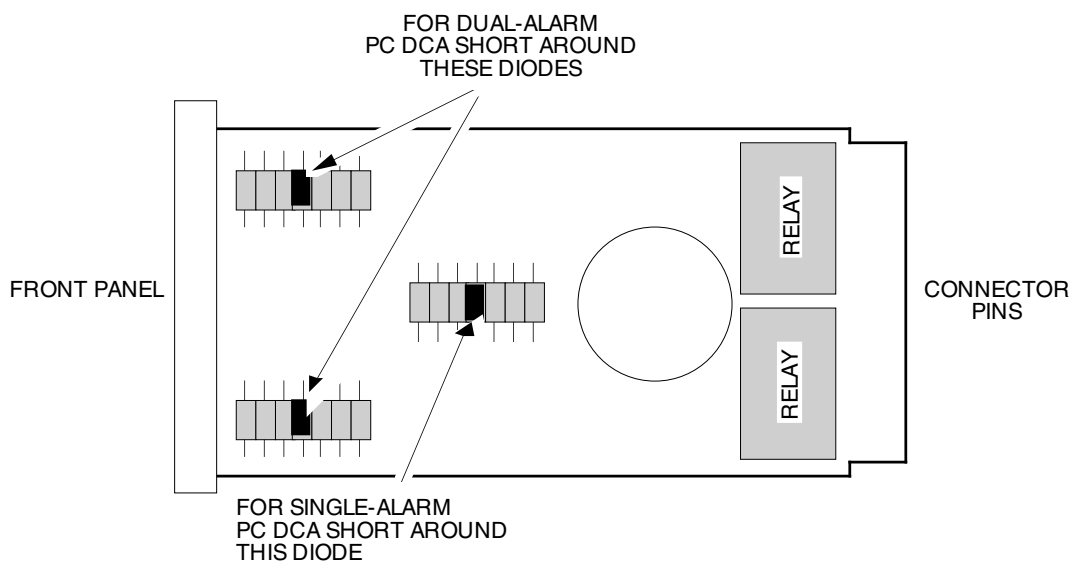 FOR DUAL-ALARM
PC DCA SHORT AROUND
THESE DIODES
RELAY
FRONT PANEL
CONNECTOR
PINS
RELAY
FOR SINGLE-ALARM
PC DCA SHORT AROUND
THIS DIODE